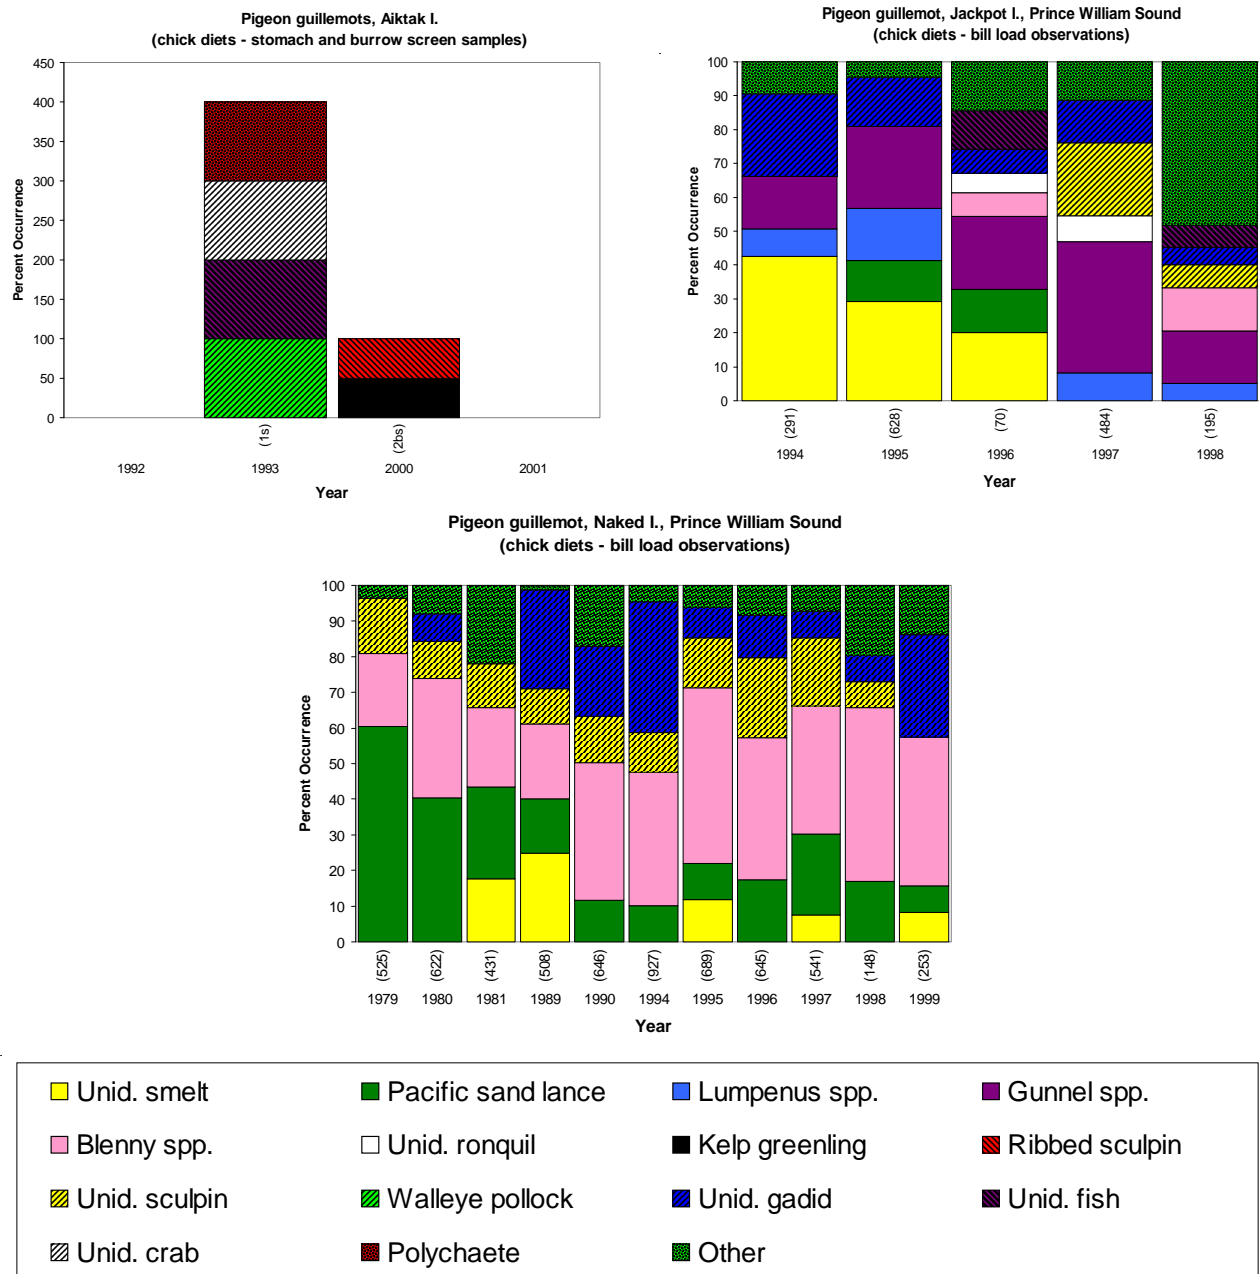 Pigeon guillemots, Aiktak I.
(chick diets - stomach and burrow screen samples)
450
400
350
300
250
200
150
100
50
0
Percent Occurrence
(1s)
(2bs)
1992
1993
2000
2001
Year
Pigeon guillemot, Jackpot I., Prince William Sound
(chick diets - bill load observations)
100
90
80
70
60
50
40
30
20
10
0
Percent Occurrence
(291)
(628)
(70)
(484)
(195)
1994
1995
1996
1997
1998
Year
Pigeon guillemot, Naked I., Prince William Sound
(chick diets - bill load observations)
100
90
80
70
60
50
40
30
20
10
0
Percent Occurrence
(525)
(622)
(431)
(508)
(646)
(927)
(689)
(645)
(541)
(148)
(253)
1979
1980
1981
1989
1990
1994
1995
1996
1997
1998
1999
Year
Unid. smelt
Pacific sand lance
Lumpenus spp.
Gunnel spp.
Blenny spp.
Unid. ronquil
Kelp greenling
Ribbed sculpin
Unid. sculpin
Walleye pollock
Unid. gadid
Unid. fish
Unid. crab
Polychaete
Other